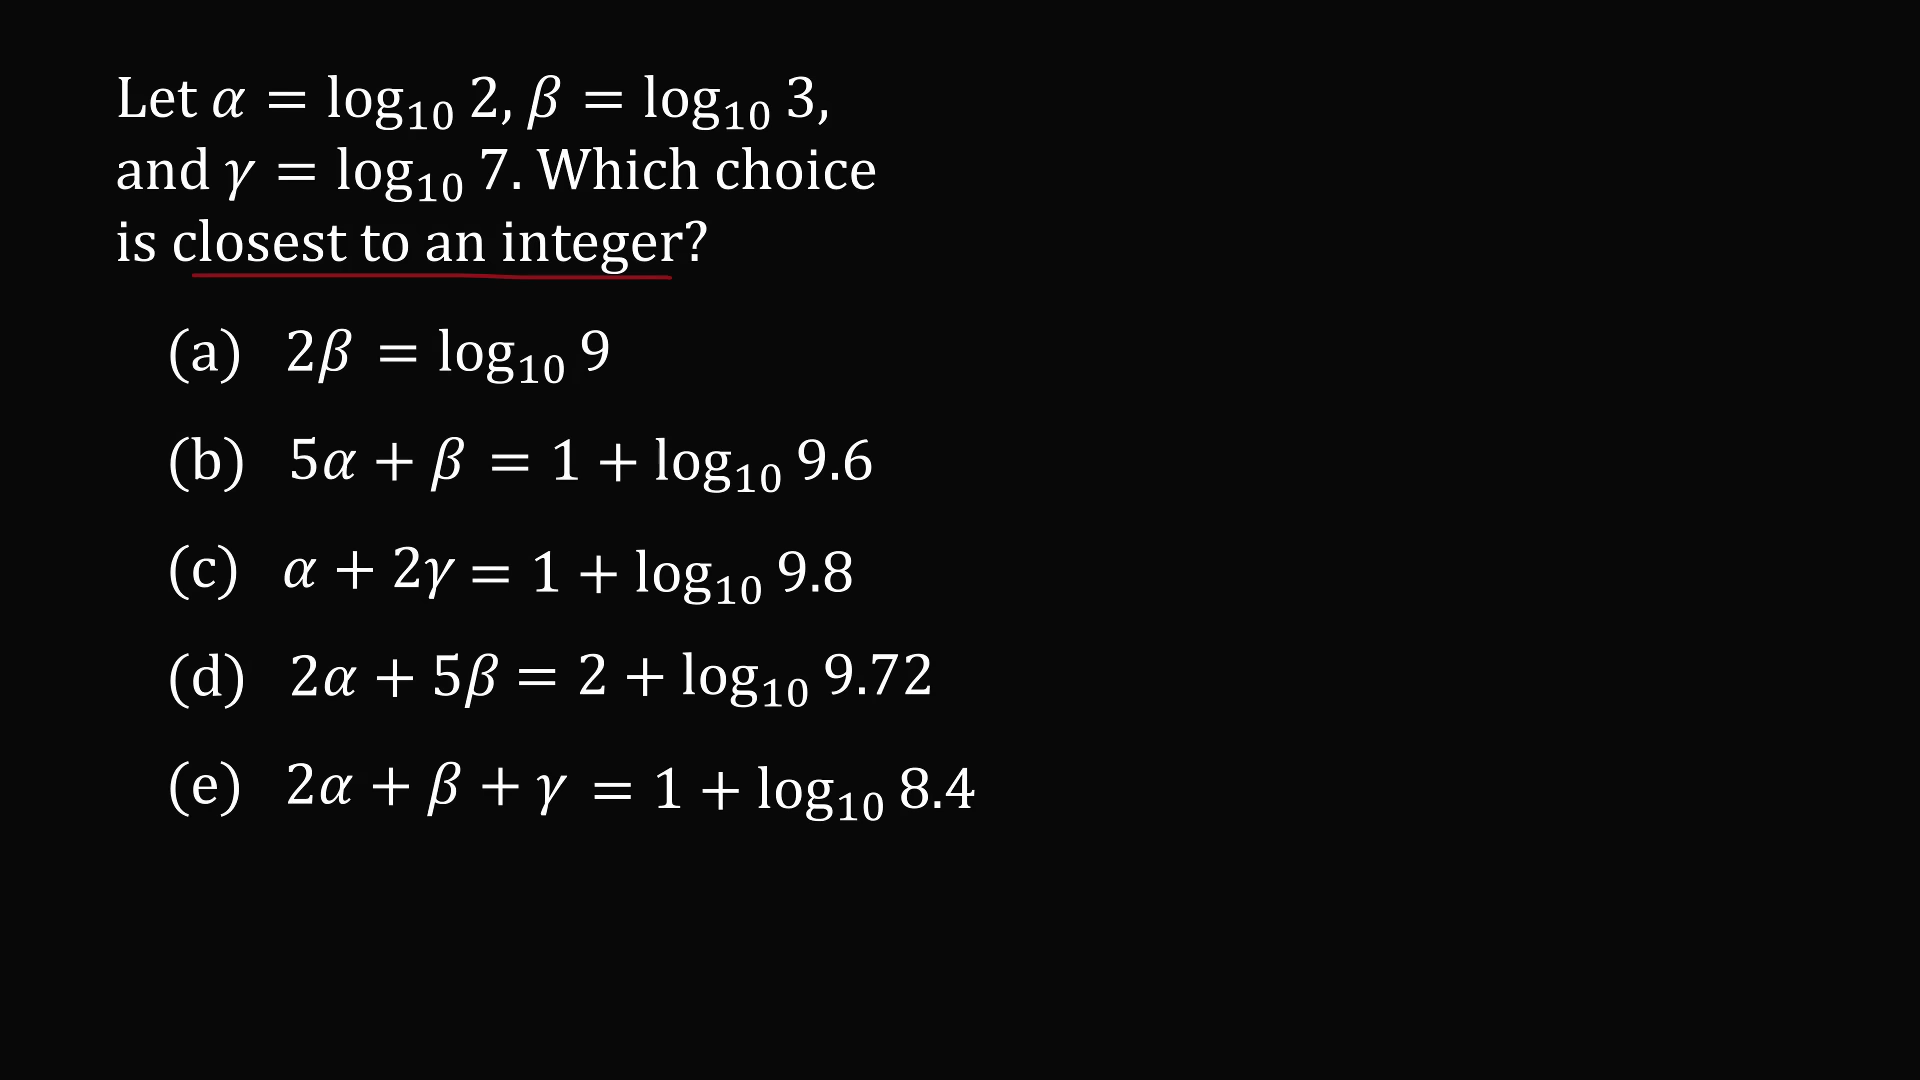 Let α = log₁₀ 2, β = log₁₀ 3,
and γ = log₁₀ 7. Which choice
is closest to an integer?
(a) 2β = log₁₀ 9
(b) 5α + β = 1 + log₁₀ 9.6
(c) α + 2γ = 1 + log₁₀ 9.8
(d) 2α + 5β = 2 + log₁₀ 9.72
(e) 2α + β + γ = 1 + log₁₀ 8.4